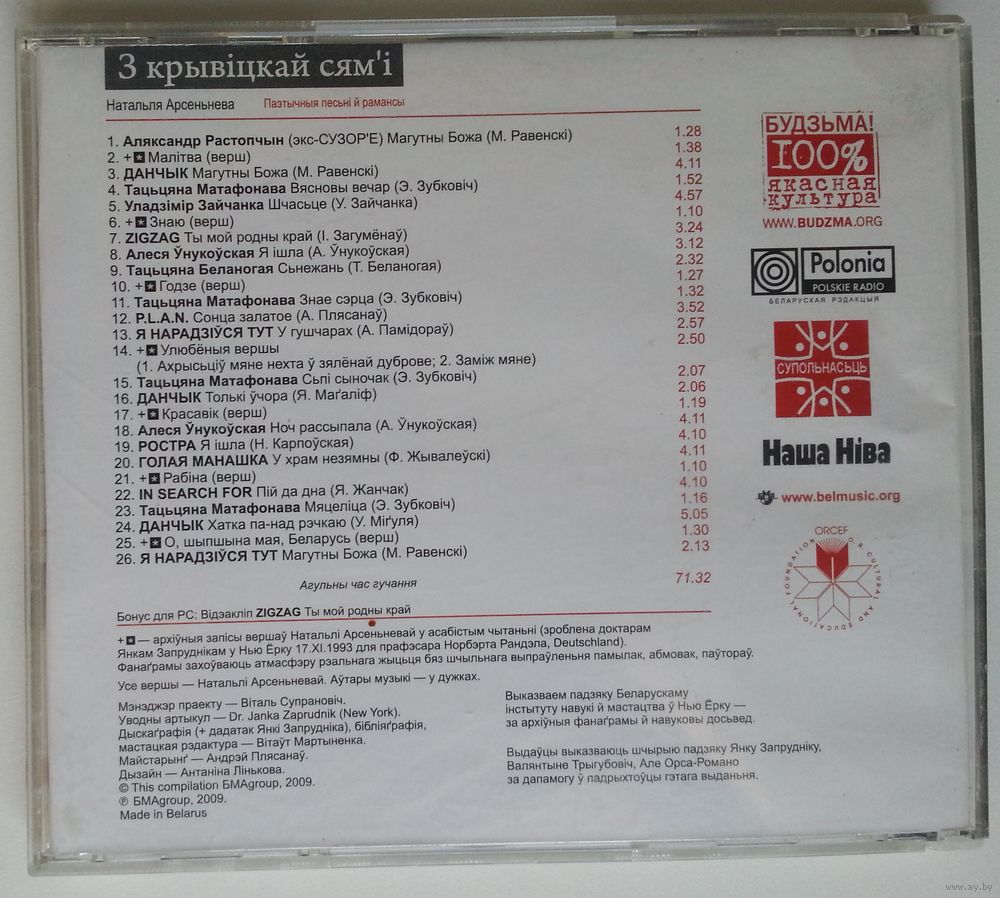 З крывіцкай сям'і
Натальля Арсеньнева Паэтычныя песьні й рамансы
1. Аляксандр Растопчын (экс-СУЗОР'Е) Магутны Божа (М. Равенскі) 1.28
2. +* Малітва (верш) 1.38
3. ДАНЧЫК Магутны Божа (М. Равенскі) 4.11
4. Тацьцяна Матафонава Вясновы вечар (Э. Зубковіч) 1.52
5. Уладзімір Зайчанка Шчасьце (У. Зайчанка) 4.57
6. +* Знаю (верш) 1.10
7. ZIGZAG Ты мой родны край (І. Загумёнаў) 3.24
8. Алеся Ўнукоўская Я ішла (А. Ўнукоўская) 3.12
9. Тацьцяна Беланогая Сьнежань (Т. Беланогая) 2.32
10. +* Годзе (верш) 1.27
11. Тацьцяна Матафонава Знае сэрца (Э. Зубковіч) 1.32
12. P.L.A.N. Сонца залатое (А. Плясанаў) 3.52
13. Я НАРАДЗІЎСЯ ТУТ У гушчарах (А. Памідораў) 2.57
14. +* Улюбёныя вершы 2.50
(1. Ахрысьціў мяне нехта ў зялёнай дуброве; 2. Заміж мяне)
15. Тацьцяна Матафонава Сьпі сыночак (Э. Зубковіч) 2.07
16. ДАНЧЫК Толькі ўчора (Я. Маґаліф) 2.06
17. +* Красавік (верш) 1.19
18. Алеся Ўнукоўская Ноч рассыпала (А. Ўнукоўская) 4.11
19. РОСТРА Я ішла (Н. Карпоўская) 4.10
20. ГОЛАЯ МАНАШКА У храм незямны (Ф. Жывалеўскі) 4.11
21. +* Рабіна (верш) 1.10
22. IN SEARCH FOR Пій да дна (Я. Жанчак) 4.10
23. Тацьцяна Матафонава Мяцеліца (Э. Зубковіч) 1.16
24. ДАНЧЫК Хатка па-над рэчкаю (У. Міґуля) 5.05
25. +* О, шыпшына мая, Беларусь (верш) 1.30
26. Я НАРАДЗІЎСЯ ТУТ Магутны Божа (М. Равенскі) 2.13
Агульны час гучання 71.32
Бонус для PC: Відэакліп ZIGZAG Ты мой родны край
+* — архіўныя запісы вершаў Натальлі Арсеньневай у асабістым чытаньні (зроблена доктарам
Янкам Запруднікам у Нью Ёрку 17.XI.1993 для прафэсара Норбэрта Рандэла, Deutschland).
Фанаґрамы захоўваюць атмасфэру рэальнага жыцьця бяз шчыльнага выпраўленьня памылак, абмовак, паўтораў.
Усе вершы — Натальлі Арсеньневай. Аўтары музыкі — у дужках.
Мэнэджэр праекту — Віталь Супрановіч.
Уводны артыкул — Dr. Janka Zaprudnik (New York).
Дыскаґрафія (+ дадатак Янкі Запрудніка), бібліяґрафія,
мастацкая рэдактура — Вітаўт Мартыненка.
Майстарынґ — Андрэй Плясанаў.
Дызайн — Антаніна Лінькова.
© This compilation БМАgroup, 2009.
℗ БМАgroup, 2009.
Made in Belarus
Выказваем падзяку Беларускаму
інстытуту навукі й мастацтва ў Нью Ёрку —
за архіўныя фанаґрамы й навуковы досьвед.
Выдаўцы выказваюць шчырую падзяку Янку Запрудніку,
Валянтыне Трыгубовіч, Але Орса-Романо
за дапамогу ў падрыхтоўцы гэтага выданьня.
БУДЗЬМА!
100%
якасная
культура
WWW.BUDZMA.ORG
Polonia
POLSKIE RADIO
БЕЛАРУСКАЯ РЭДАКЦЫЯ
СУПОЛЬНАСЬЦЬ
Наша Ніва
www.belmusic.org
ORCEF
O.R. CULTURAL AND EDUCATIONAL FOUNDATION
www.ay.by